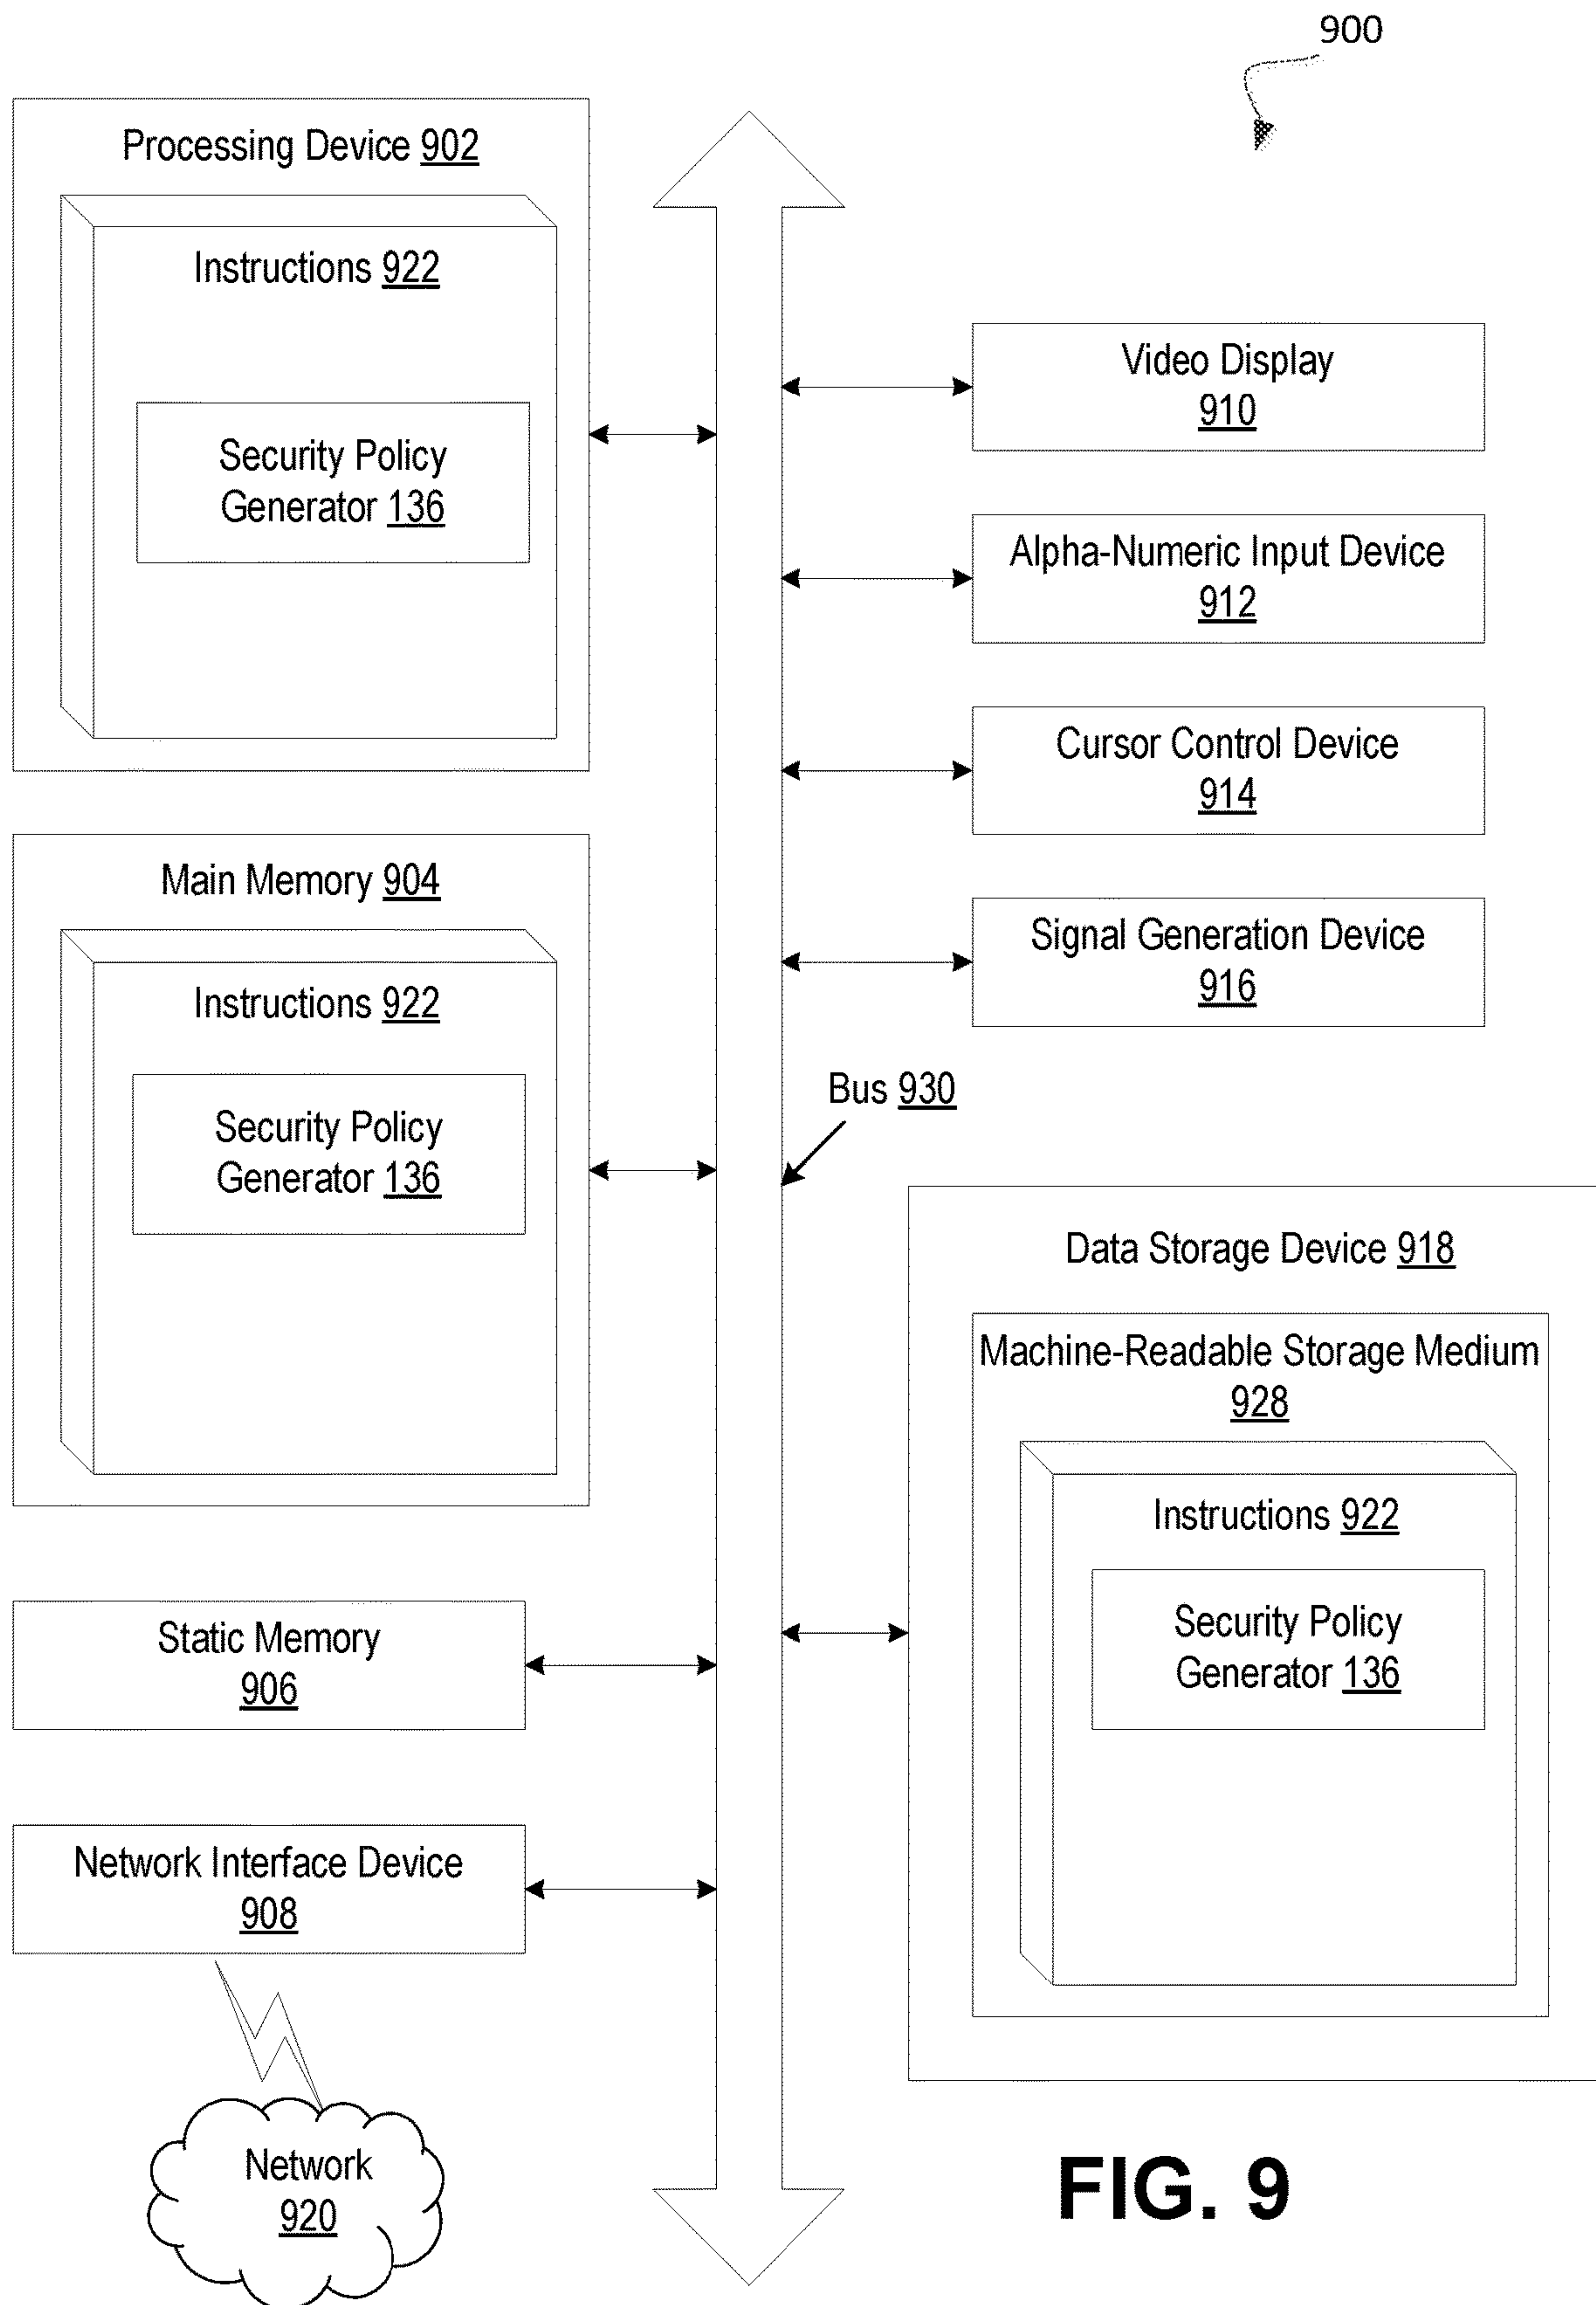 900
Processing Device 902
Instructions 922
Security Policy
Generator 136
Video Display
910
Alpha-Numeric Input Device
912
Cursor Control Device
914
Signal Generation Device
916
Main Memory 904
Instructions 922
Security Policy
Generator 136
Bus 930
Data Storage Device 918
Machine-Readable Storage Medium
928
Instructions 922
Security Policy
Generator 136
Static Memory
906
Network Interface Device
908
Network
920
FIG. 9